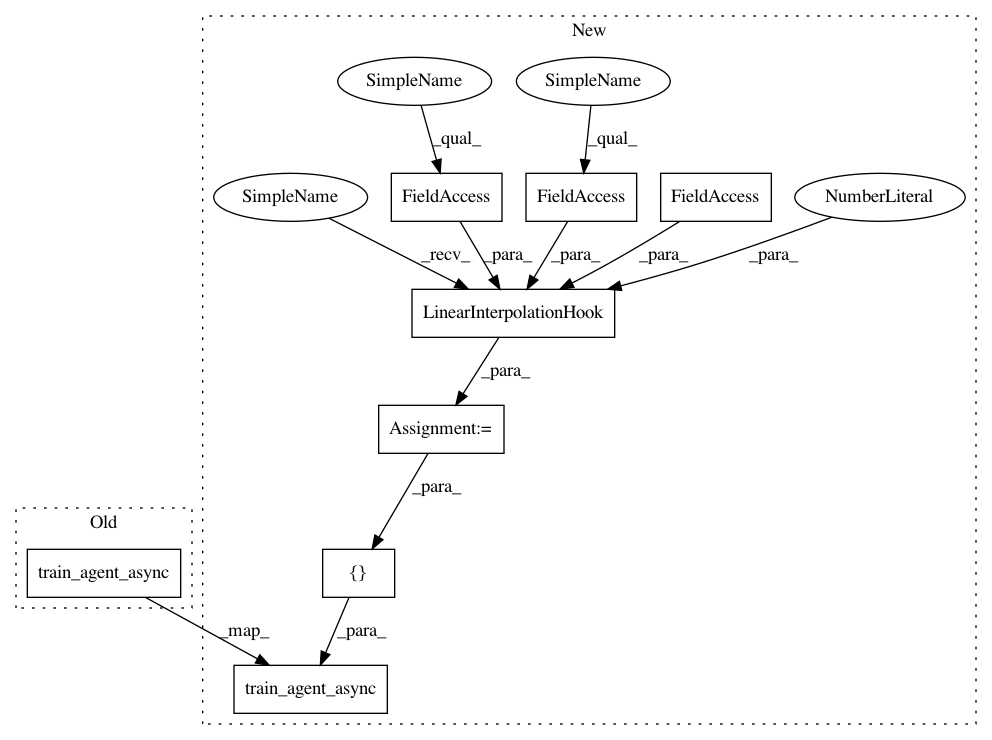 New
SimpleName
SimpleName
_qual_
_qual_
SimpleName
FieldAccess
FieldAccess
FieldAccess
NumberLiteral
_recv_
_para_
_para_
_para_
_para_
LinearInterpolationHook
_para_
Assignment:=
_para_
Old
train_agent_async
{}
_map_
_para_
train_agent_async